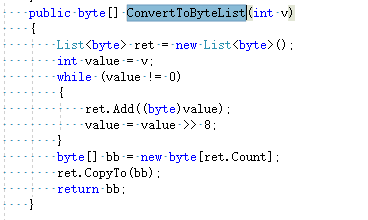 public byte[] ConvertToByteList(int v)
{
List<byte> ret = new List<byte>();
int value = v;
while (value != 0)
{
ret.Add((byte)value);
value = value >> 8;
}
byte[] bb = new byte[ret.Count];
ret.CopyTo(bb);
return bb;
}